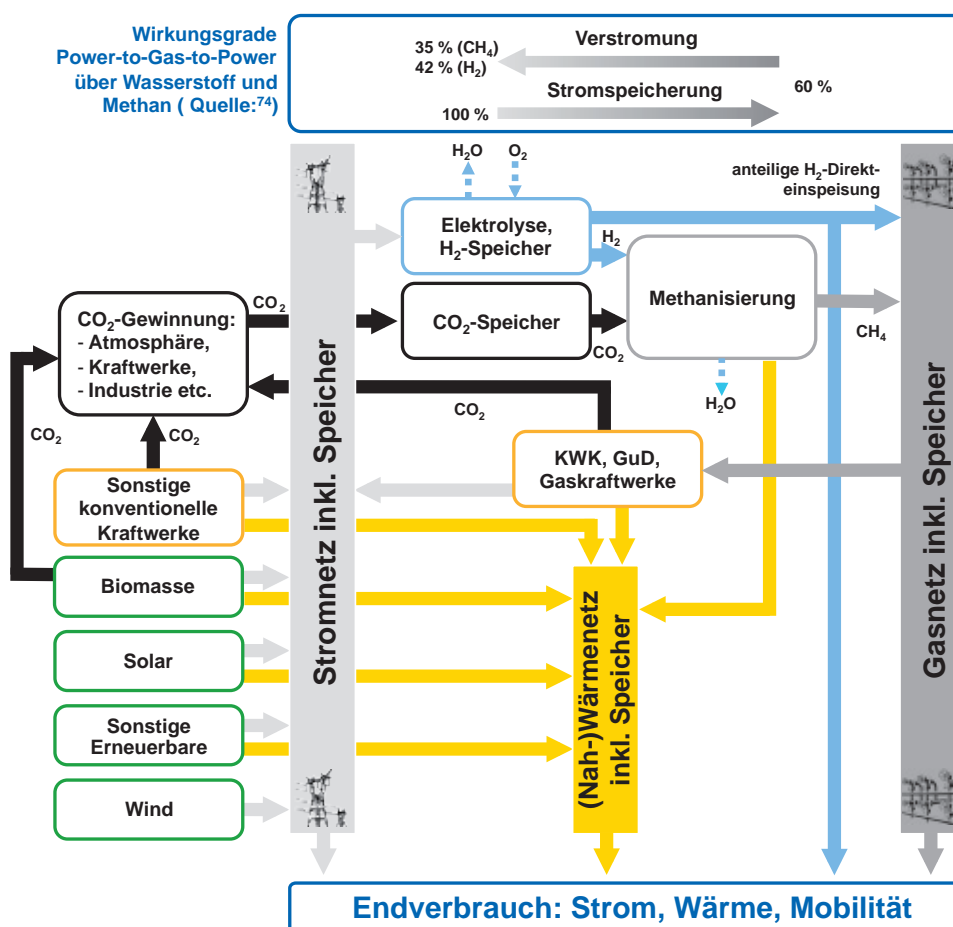 Wirkungsgrade
Power-to-Gas-to-Power
über Wasserstoff und
Methan ( Quelle:⁷⁴)
35 % (CH₄)
42 % (H₂)
Verstromung
60 %
Stromspeicherung
100 %
H₂O
O₂
anteilige H₂-Direkt-
einspeisung
Elektrolyse,
H₂-Speicher
H₂
Methanisierung
CH₄
CO₂
CO₂-Gewinnung:
- Atmosphäre,
- Kraftwerke,
- Industrie etc.
CO₂-Speicher
CO₂
H₂O
CO₂
CO₂
CO₂
KWK, GuD,
Gaskraftwerke
Sonstige
konventionelle
Kraftwerke
Biomasse
Solar
Sonstige
Erneuerbare
Wind
Stromnetz inkl. Speicher
(Nah-)Wärmenetz
inkl. Speicher
Gasnetz inkl. Speicher
Endverbrauch: Strom, Wärme, Mobilität